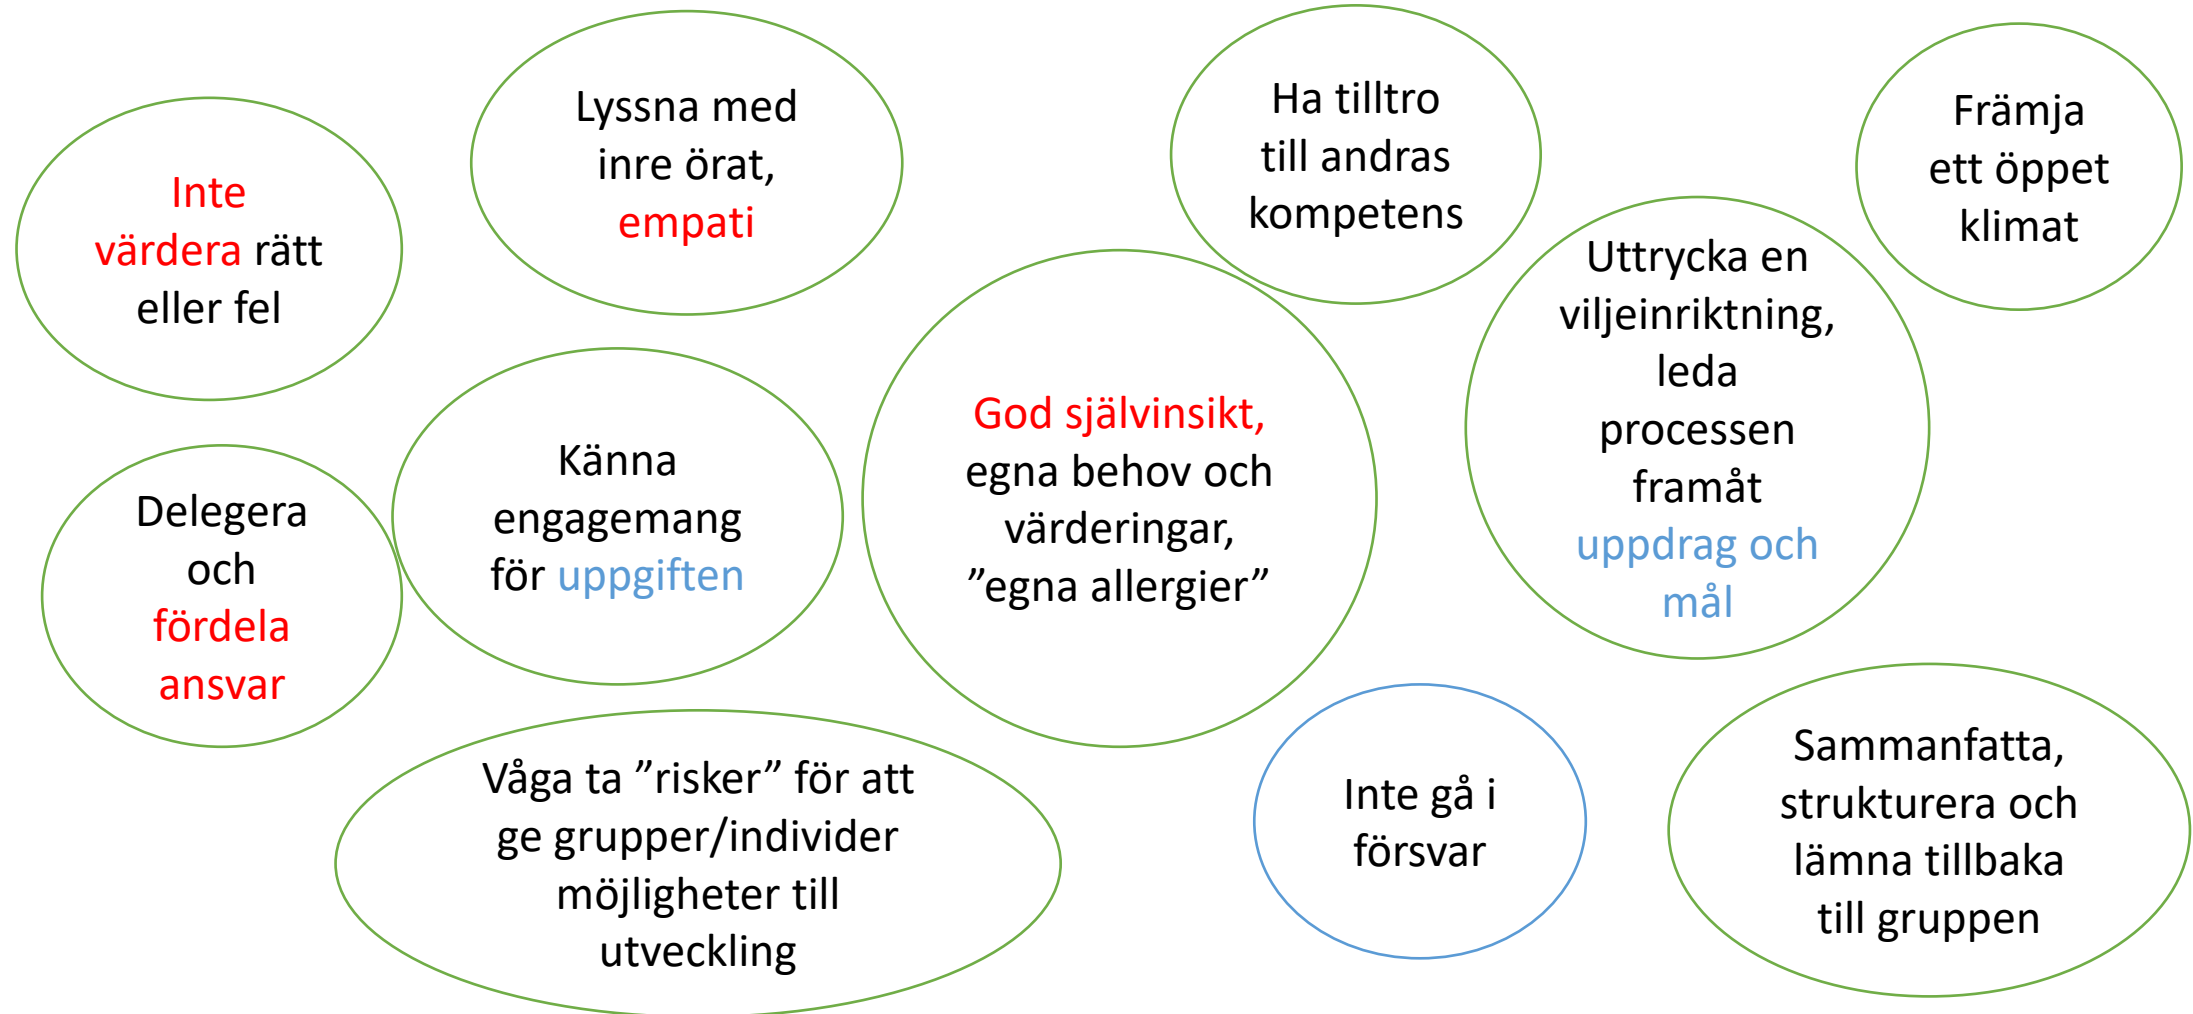 Inte
värdera rätt
eller fel
Lyssna med
inre örat,
empati
Ha tilltro
till andras
kompetens
Främja
ett öppet
klimat
Uttrycka en
viljeinriktning,
leda
processen
framåt
uppdrag och
mål
God självinsikt,
egna behov och
värderingar,
”egna allergier”
Känna
engagemang
för uppgiften
Delegera
och
fördela
ansvar
Våga ta ”risker” för att
ge grupper/individer
möjligheter till
utveckling
Inte gå i
försvar
Sammanfatta,
strukturera och
lämna tillbaka
till gruppen